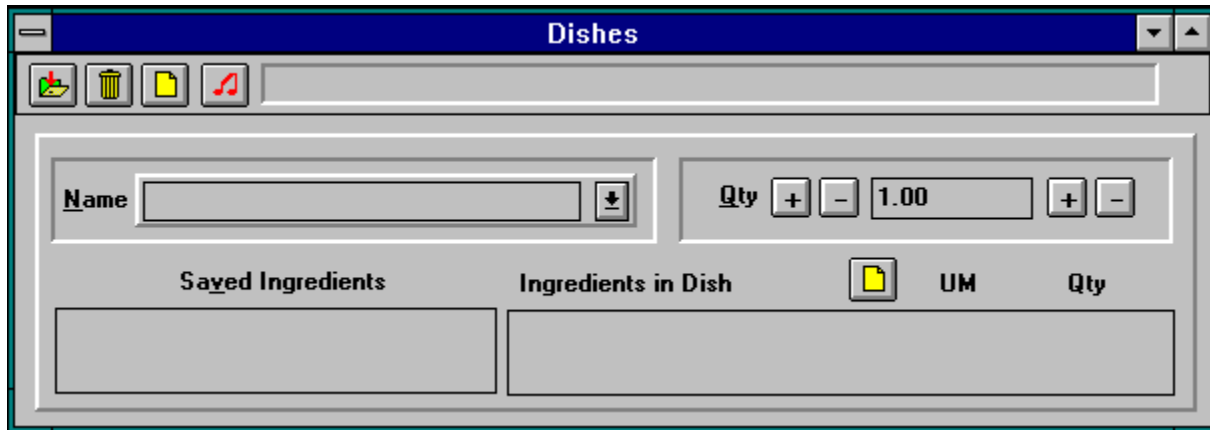 Dishes
Name
Qty + - 1.00 + -
Saved Ingredients Ingredients in Dish UM Qty